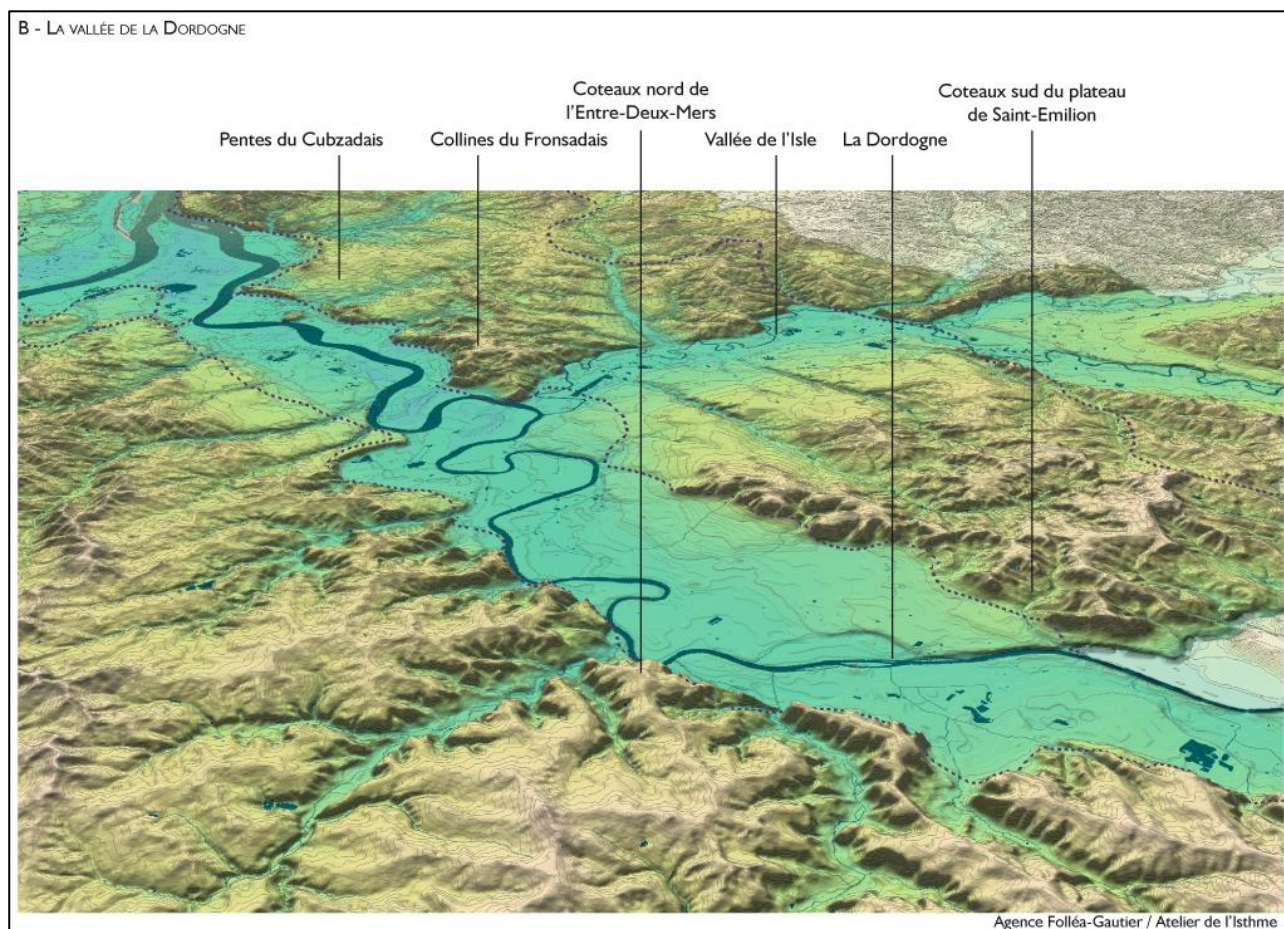 B - La vallée de la Dordogne
Coteaux nord de
l'Entre-Deux-Mers
Coteaux sud du plateau
de Saint-Emilion
Pentes du Cubzadais
Collines du Fronsadais
Vallée de l'Isle
La Dordogne
Agence Folléa-Gautier / Atelier de l'Isthme